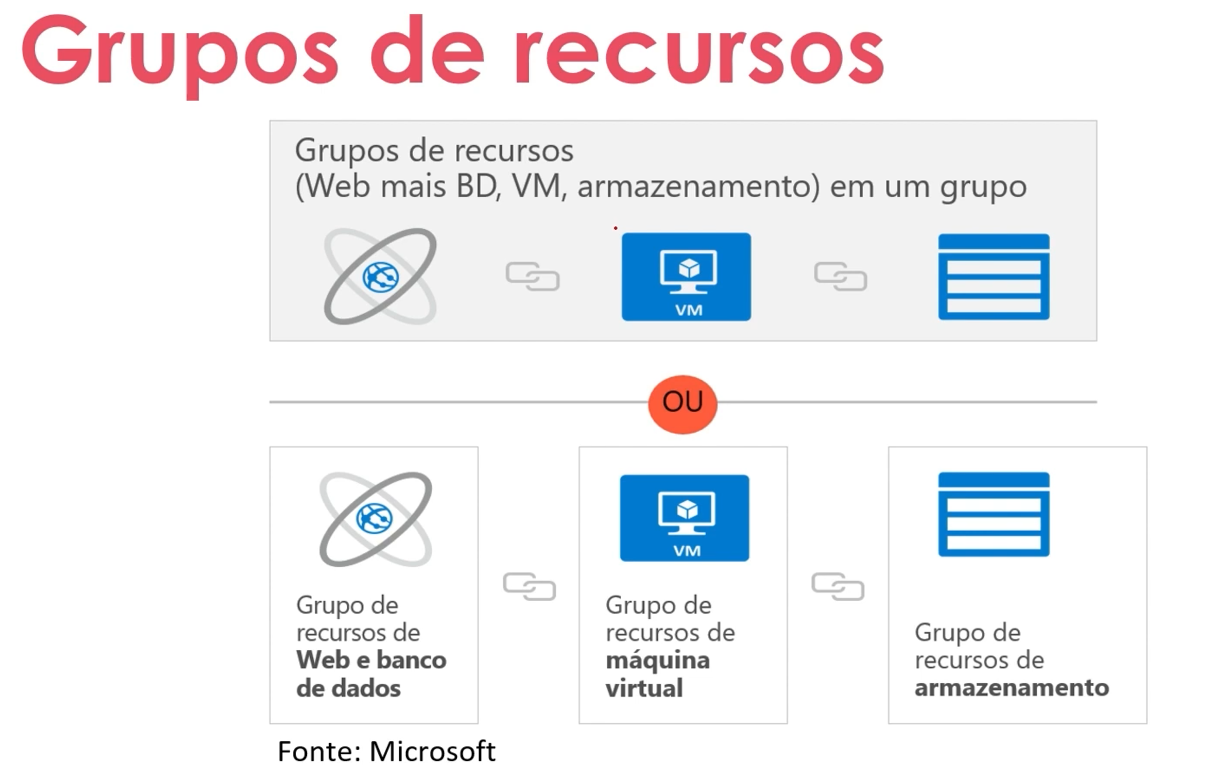 Grupos de recursos
Grupos de recursos
(Web mais BD, VM, armazenamento) em um grupo
VM
OU
VM
Grupo de
recursos de
Web e banco
de dados
Grupo de
recursos de
máquina
virtual
Grupo de
recursos de
armazenamento
Fonte: Microsoft